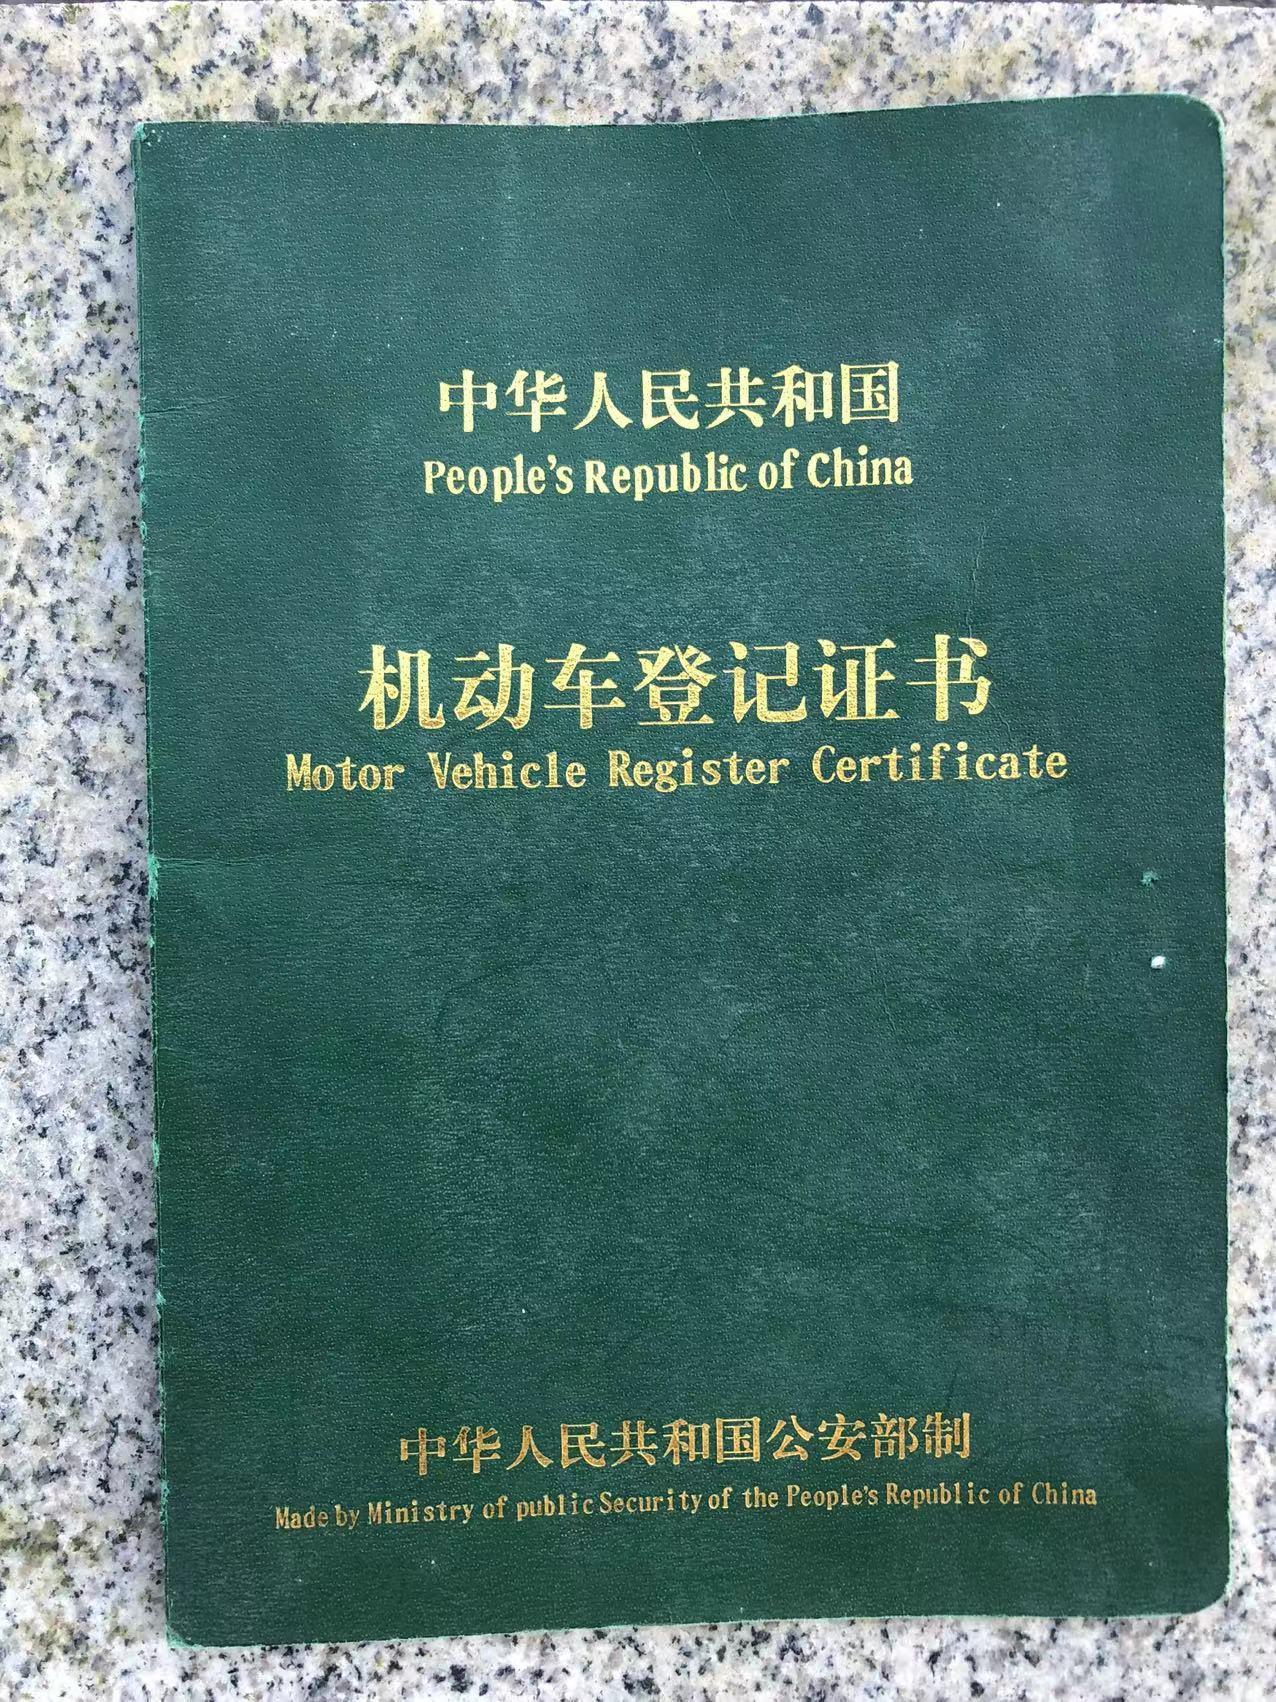 中华人民共和国
People's Republic of China
机动车登记证书
Motor Vehicle Register Certificate
中华人民共和国公安部制
Made by Ministry of public Security of the People's Republic of China